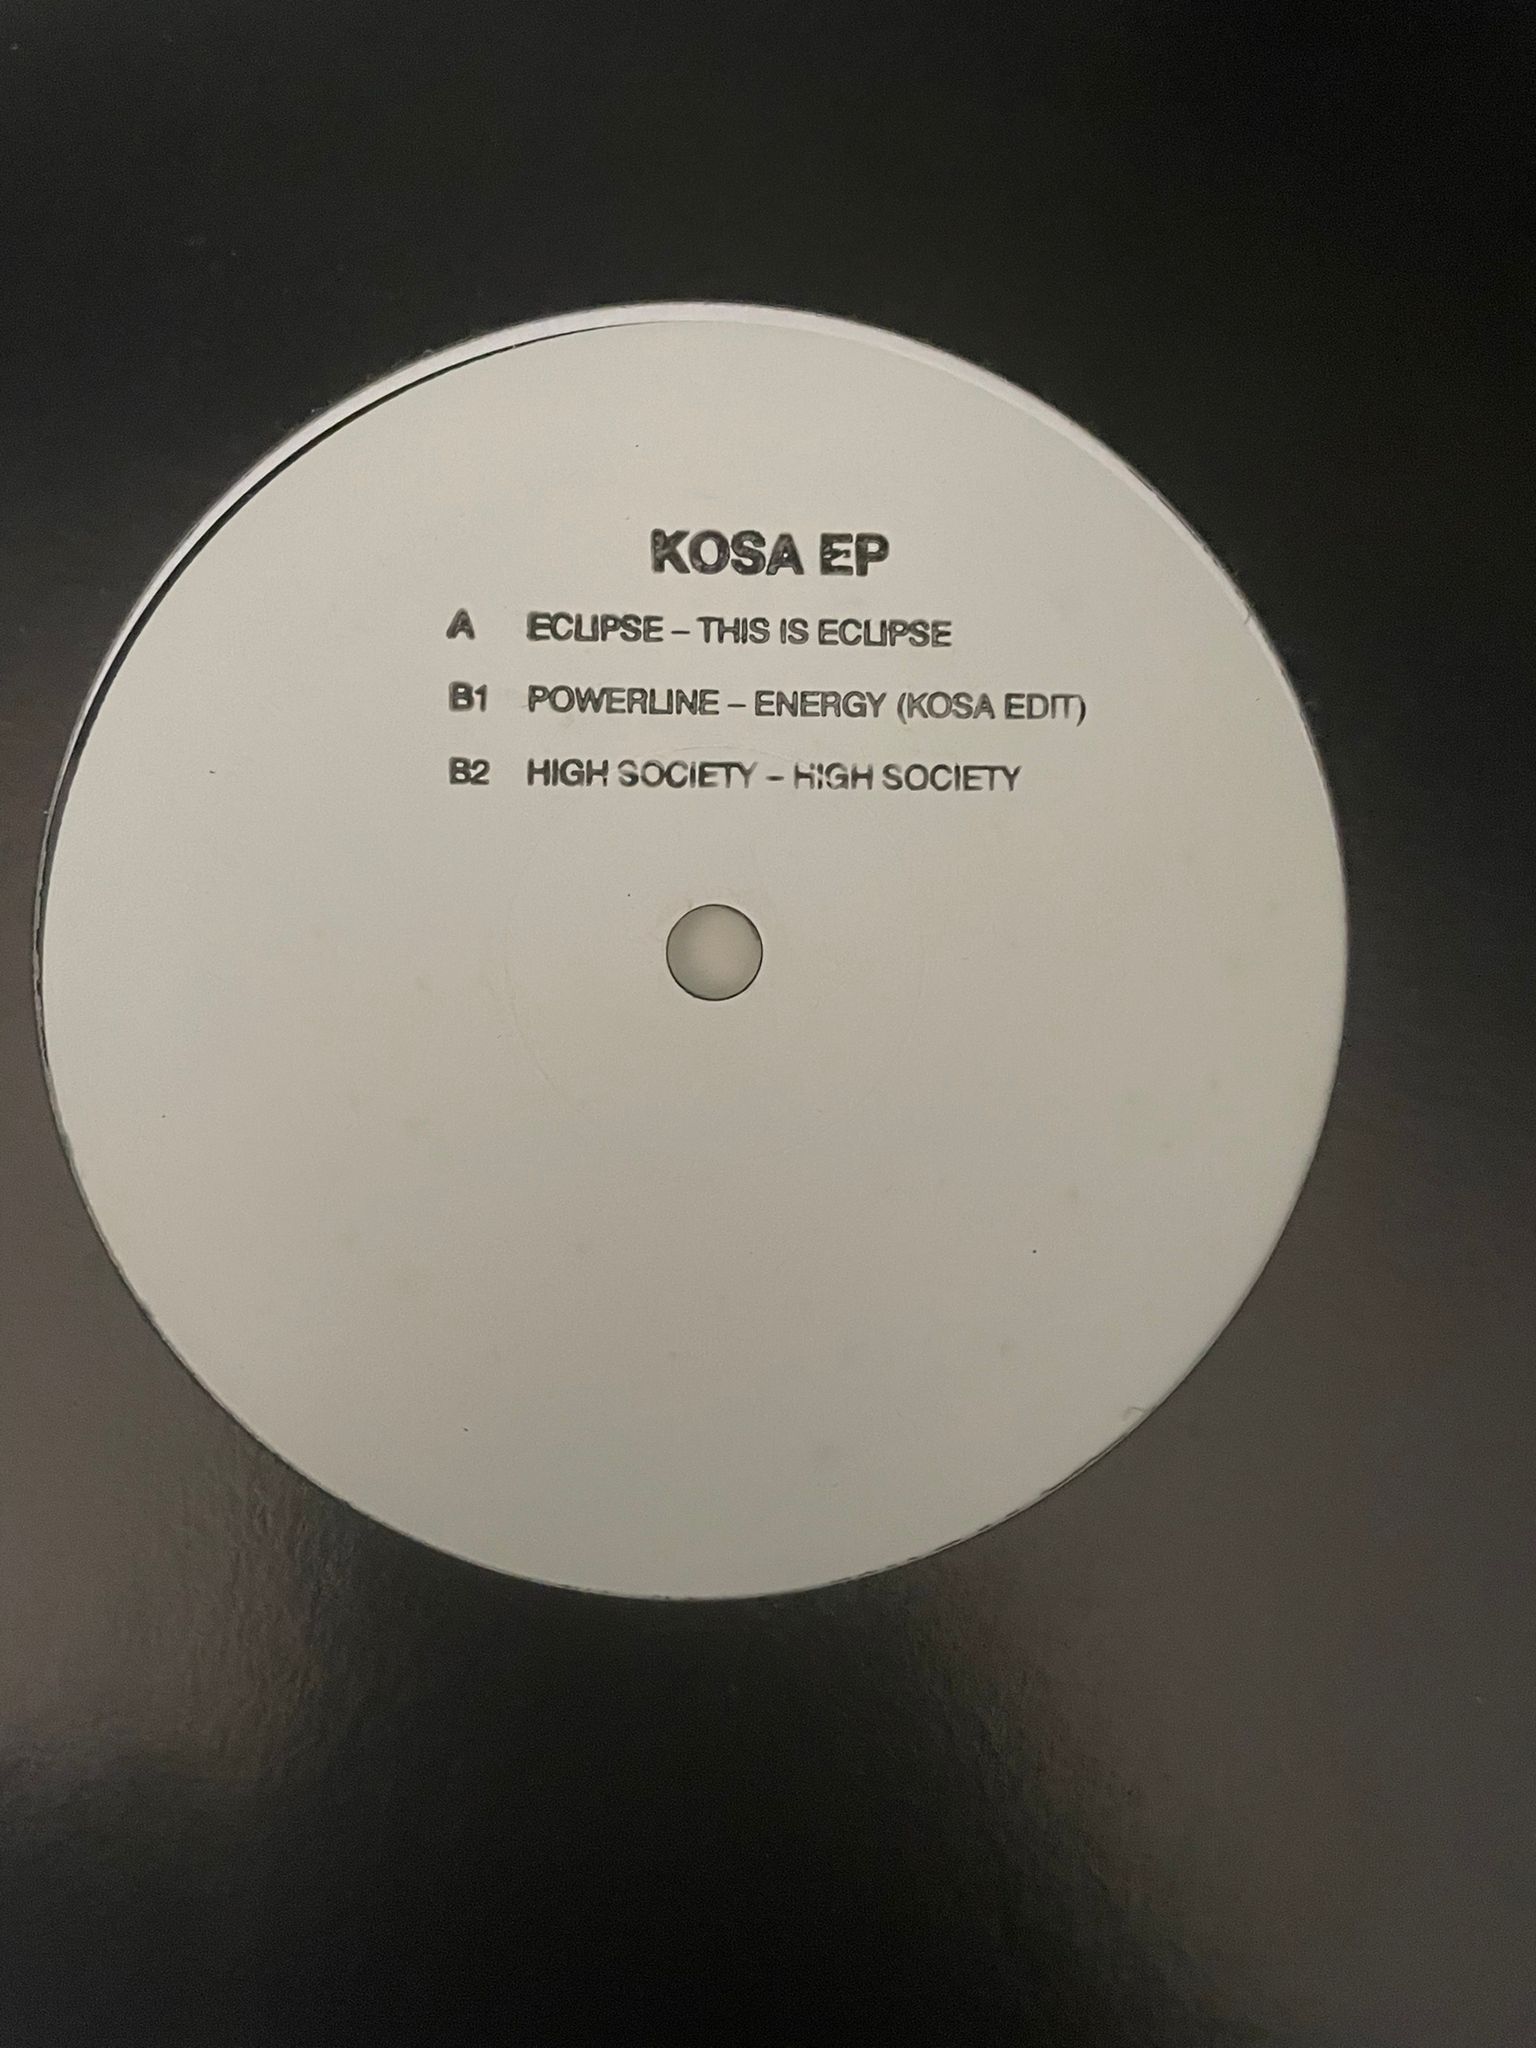 KOSA EP
A ECLIPSE – THIS IS ECLIPSE
B1 POWERLINE – ENERGY (KOSA EDIT)
B2 HIGH SOCIETY – HIGH SOCIETY